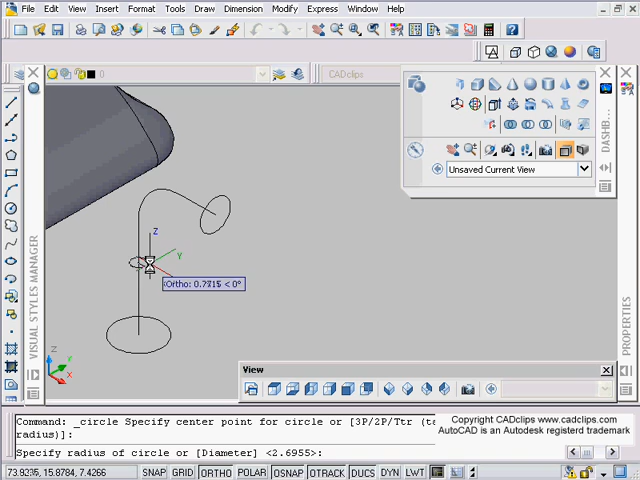 File Edit View Insert Format Tools Draw Dimension Modify Express Window Help
0
CADclips
VISUAL STYLES MANAGER
DASHB...
PROPERTIES
Unsaved Current View
Z
Y
Ortho: 0.7715 < 0°
Z
Y
X
View
Command: _circle Specify center point for circle or [3P/2P/Ttr (ta
radius)]:
Specify radius of circle or [Diameter] <2.6955>:
Copyright CADclips www.cadclips.com
AutoCAD is an Autodesk registerd trademark
73.9235, 15.8784, 7.4266
SNAP GRID ORTHO POLAR OSNAP OTRACK DUCS DYN LWT